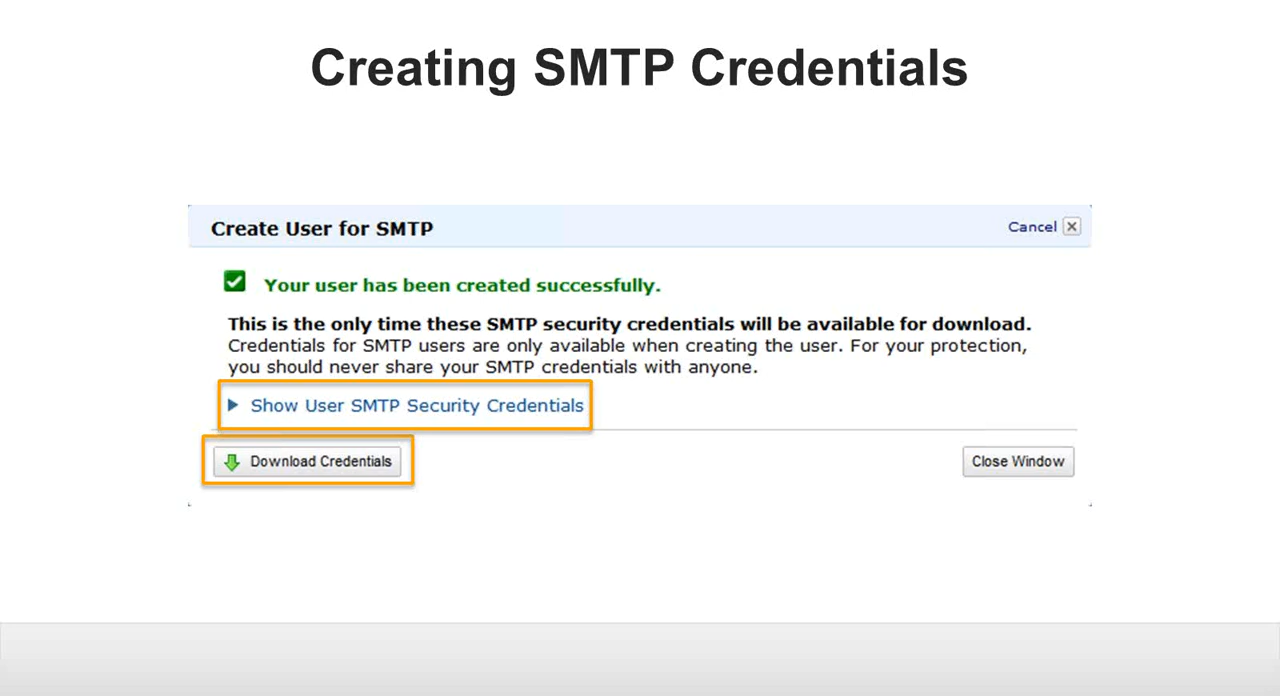 Creating SMTP Credentials
Create User for SMTP
Cancel
Your user has been created successfully.
This is the only time these SMTP security credentials will be available for download.
Credentials for SMTP users are only available when creating the user. For your protection,
you should never share your SMTP credentials with anyone.
Show User SMTP Security Credentials
Download Credentials
Close Window